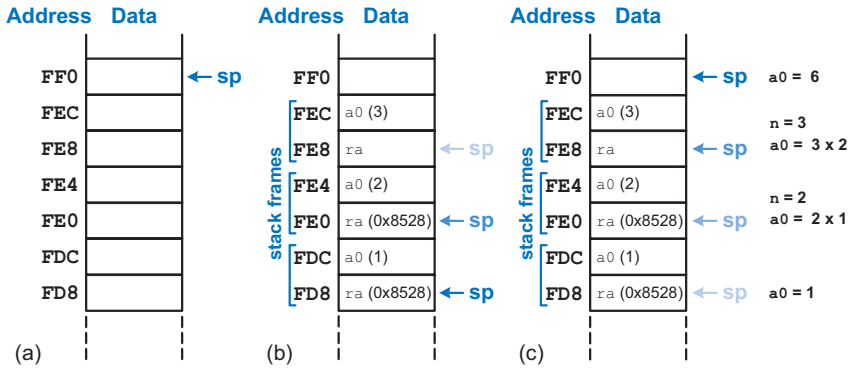 Address Data
FF0 sp
FEC
FE8
FE4
FE0
FDC
FD8
(a)
Address Data
FF0
FEC a0 (3)
FE8 ra sp
FE4 a0 (2)
FE0 ra (0x8528) sp
FDC a0 (1)
FD8 ra (0x8528) sp
stack frames
(b)
Address Data
FF0 sp a0 = 6
FEC a0 (3)
n = 3
FE8 ra sp a0 = 3 x 2
FE4 a0 (2)
n = 2
FE0 ra (0x8528) sp a0 = 2 x 1
FDC a0 (1)
FD8 ra (0x8528) sp a0 = 1
stack frames
(c)